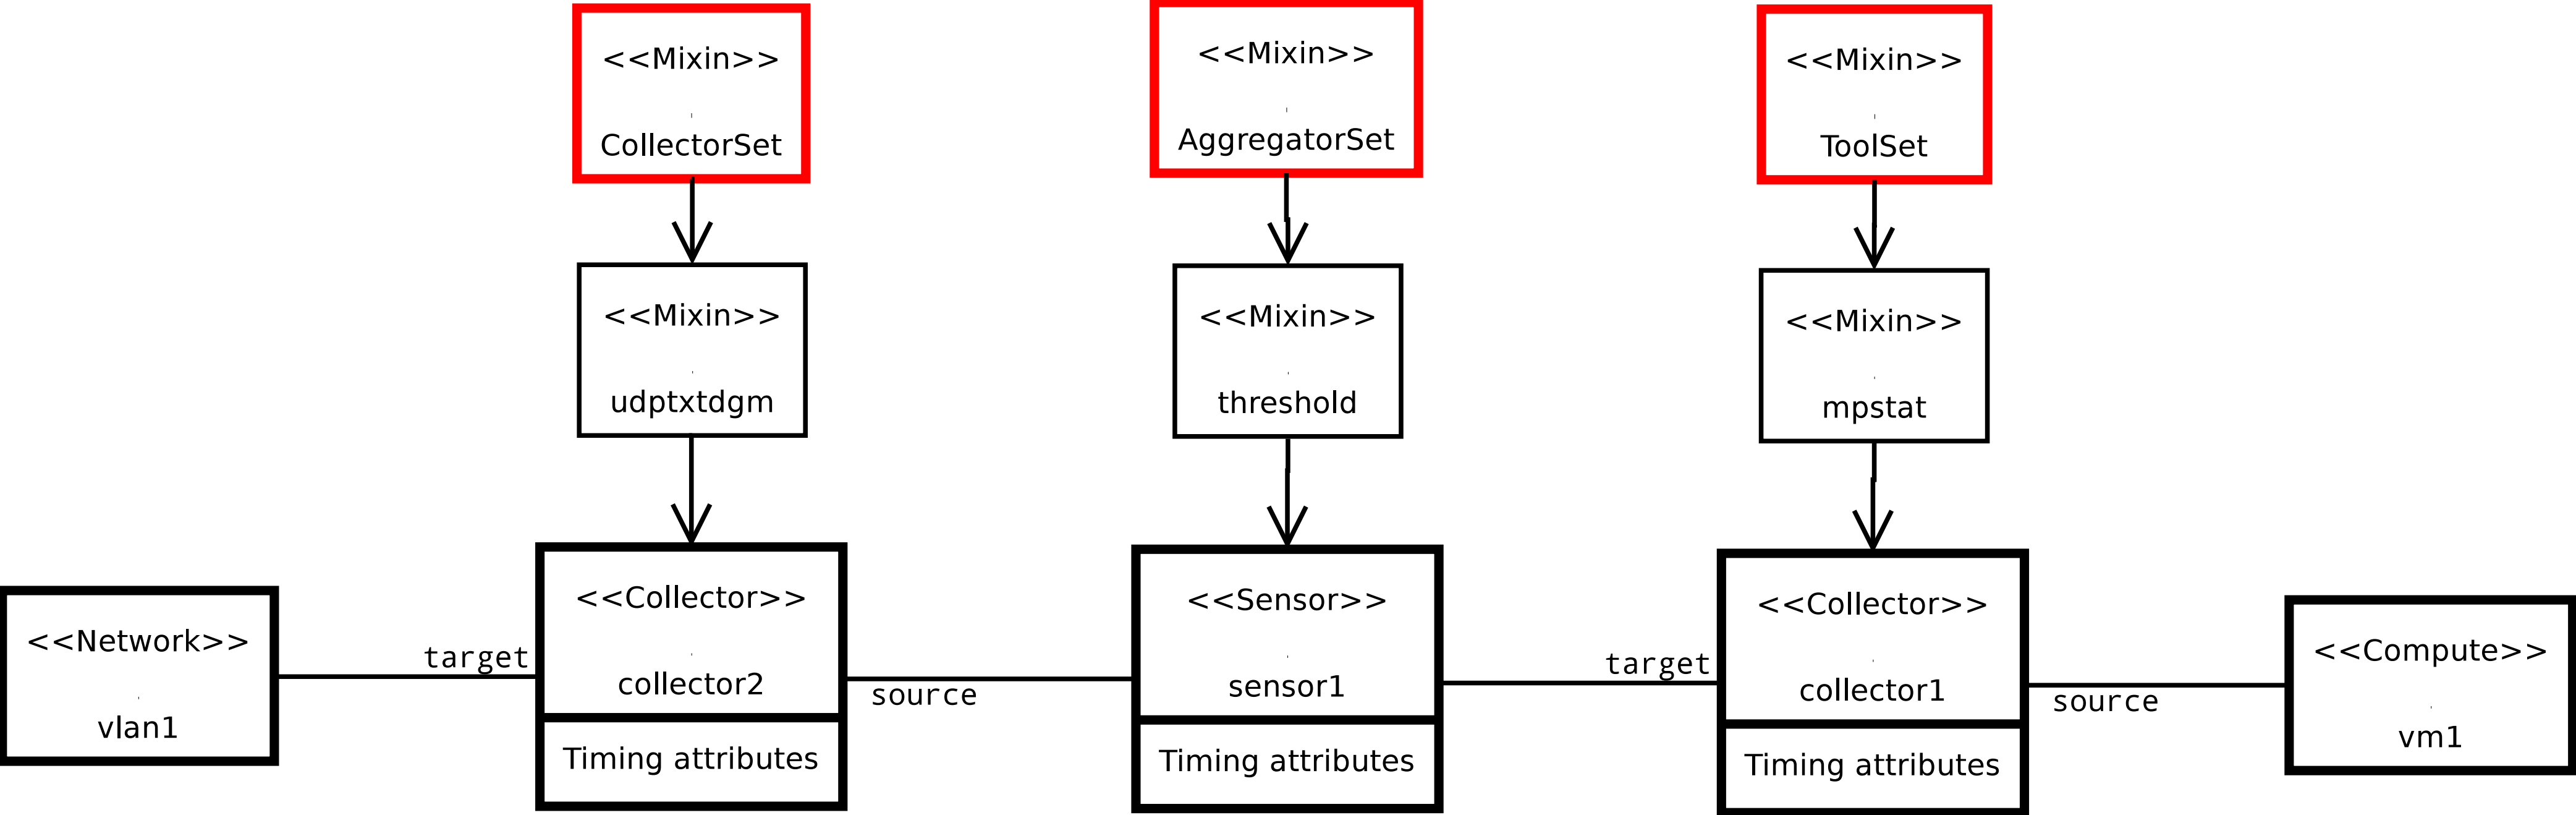 <<Mixin>>
CollectorSet
<<Mixin>>
AggregatorSet
<<Mixin>>
ToolSet
<<Mixin>>
udptxtdgm
<<Mixin>>
threshold
<<Mixin>>
mpstat
<<Network>>
vlan1
target
<<Collector>>
collector2
Timing attributes
source
<<Sensor>>
sensor1
Timing attributes
target
<<Collector>>
collector1
Timing attributes
source
<<Compute>>
vm1